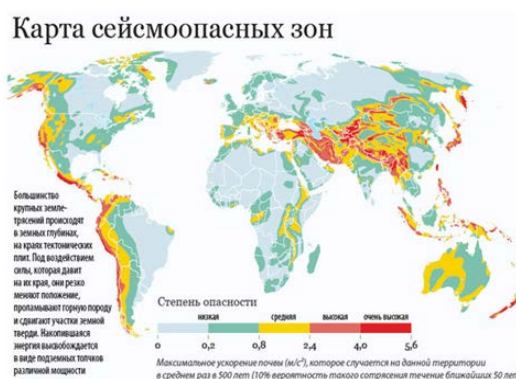 Карта сейсмоопасных зон
Большинство
крупных земле-
трясений происходят
в земных глубинах,
на краях тектонических
плит. Под воздействием
силы, которая давит
на их края, они резко
меняют положение,
проламывают горную породу
и сдвигают участки земной
тверди. Накопившаяся
энергия высвобождается
в виде подземных толчков
различной мощности
Степень опасности
низкая средняя высокая очень высокая
0 0,2 0,8 2,4 4,0 5,6
Максимальное ускорение почвы (м/с²), которое случается на данной территории
в среднем раз в 500 лет (10% вероятность такого сотрясения течение ближайших 50 лет